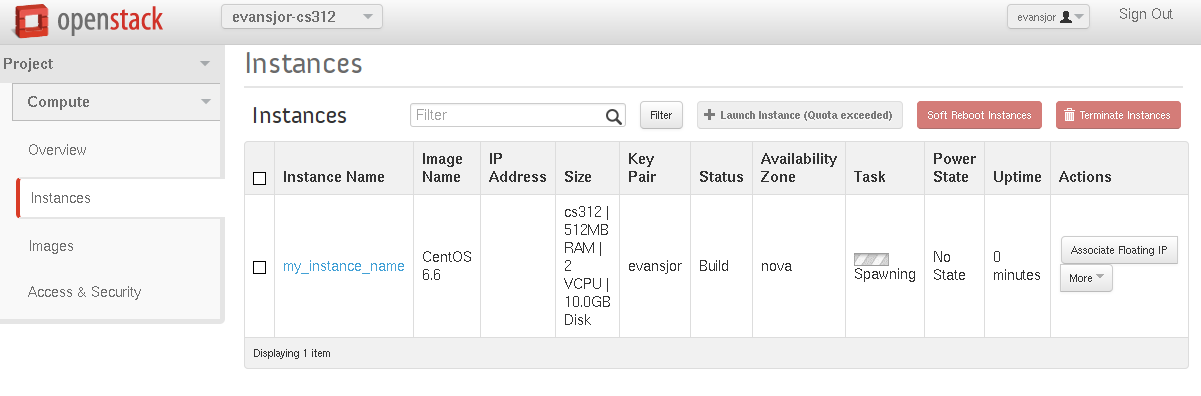 openstack
evansjor-cs312
evansjor
Sign Out
Project
Compute
Overview
Instances
Images
Access & Security
Instances
Instances
Filter
Filter
+ Launch Instance (Quota exceeded)
Soft Reboot Instances
Terminate Instances
Instance Name
Image
Name
IP
Address
Size
Key
Pair
Status
Availability
Zone
Task
Power
State
Uptime
Actions
my_instance_name
CentOS
6.6
cs312 |
512MB
RAM |
2
VCPU |
10.0GB
Disk
evansjor
Build
nova
Spawning
No
State
0
minutes
Associate Floating IP
More
Displaying 1 item